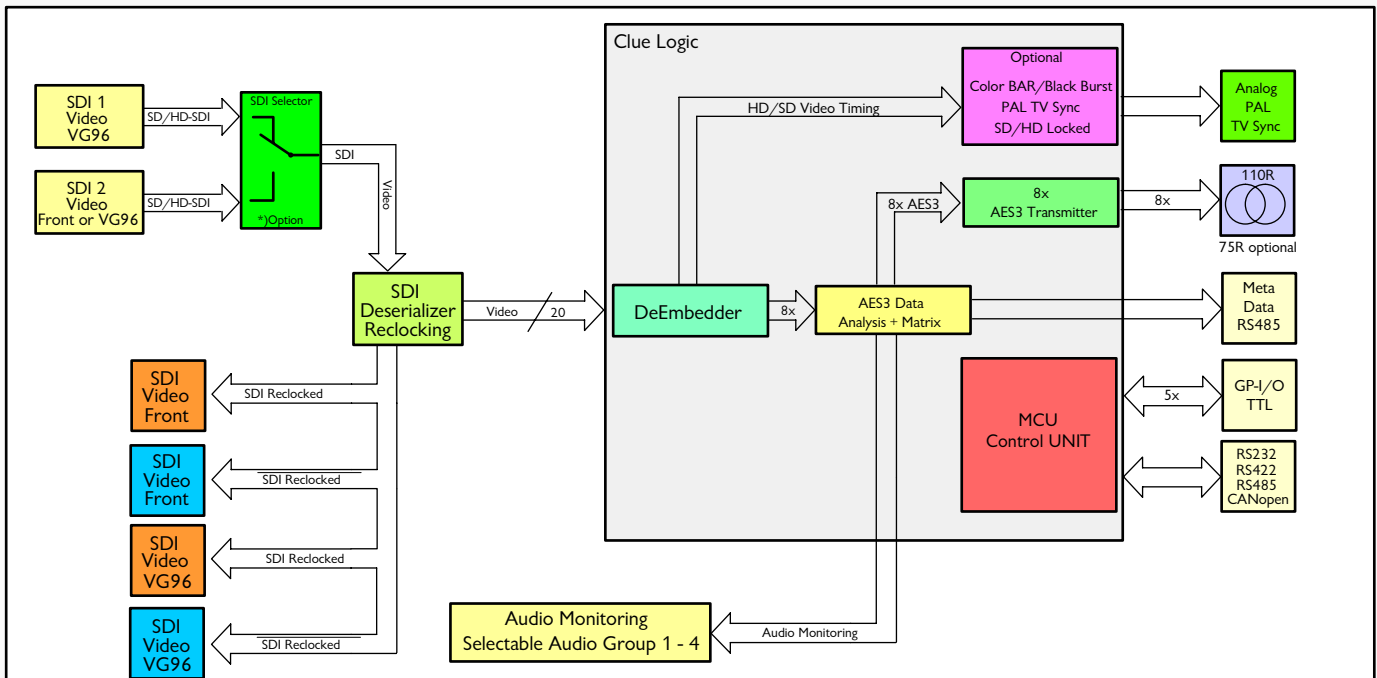 Clue Logic
SDI 1
Video
VG96
SD/HD-SDI
SDI 2
Video
Front or VG96
SD/HD-SDI
SDI Selector
*)Option
SDI
Video
SDI
Deserializer
Reclocking
Video
20
DeEmbedder
8x
AES3 Data
Analysis + Matrix
HD/SD Video Timing
Optional
Color BAR/Black Burst
PAL TV Sync
SD/HD Locked
Analog
PAL
TV Sync
8x AES3
8x
AES3 Transmitter
8x
110R
75R optional
Meta
Data
RS485
MCU
Control UNIT
5x
GP-I/O
TTL
RS232
RS422
RS485
CANopen
SDI
Video
Front
SDI Reclocked
SDI
Video
Front
SDI Reclocked
SDI
Video
VG96
SDI Reclocked
SDI
Video
VG96
SDI Reclocked
Audio Monitoring
Selectable Audio Group 1 - 4
Audio Monitoring